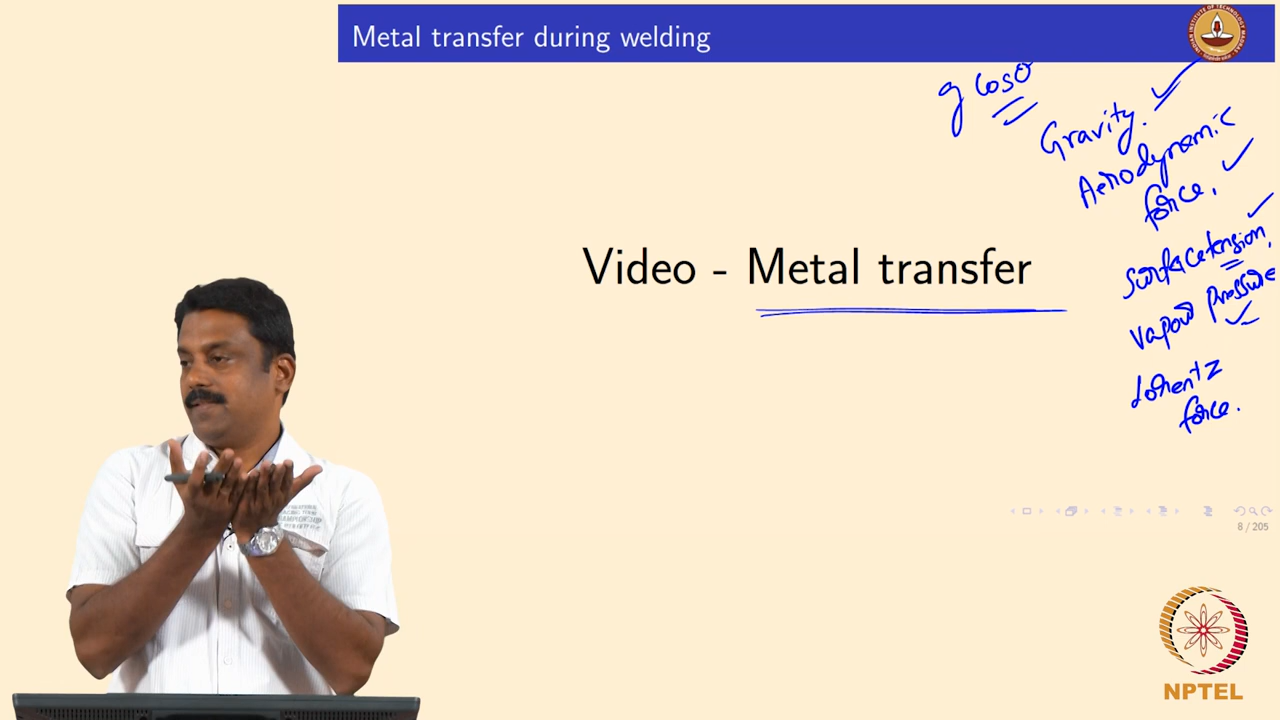 Metal transfer during welding
g cosθ
Gravity.
Aerodynamic
force.
Surface tension,
Vapour pressure
Lorentz
force.
Video - Metal transfer
8 / 205
NPTEL